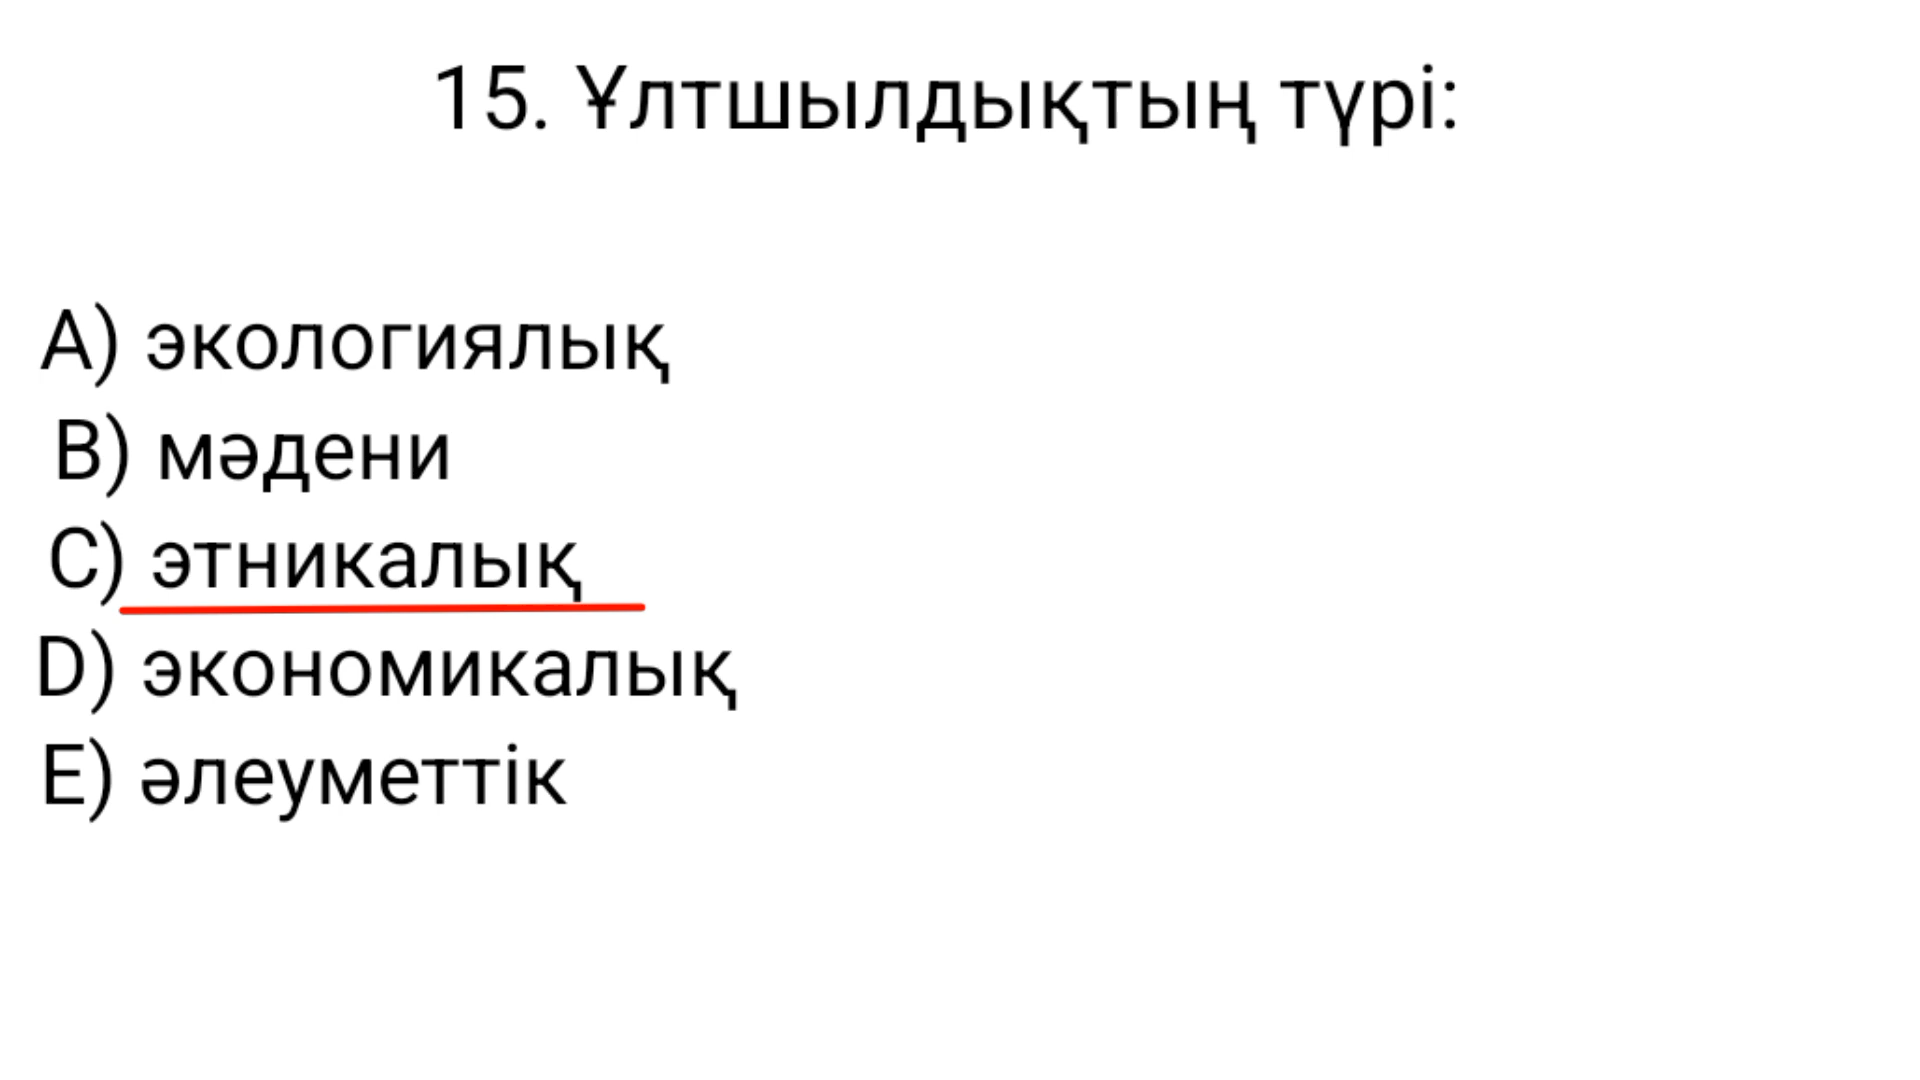 15. Ұлтшылдықтың түрі:
A) экологиялық
B) мәдени
C) этникалық
D) экономикалық
E) әлеуметтік